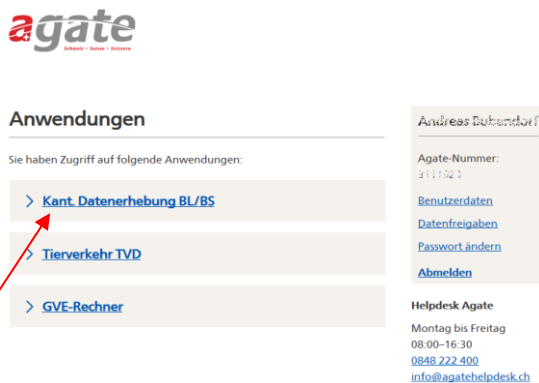 agate
Schweiz • Suisse • Svizzera
Anwendungen
Sie haben Zugriff auf folgende Anwendungen:
> Kant. Datenerhebung BL/BS
> Tierverkehr TVD
> GVE-Rechner
Andreas
Agate-Nummer:
Benutzerdaten
Datenfreigaben
Passwort ändern
Abmelden
Helpdesk Agate
Montag bis Freitag
08:00–16:30
0848 222 400
info@agatehelpdesk.ch